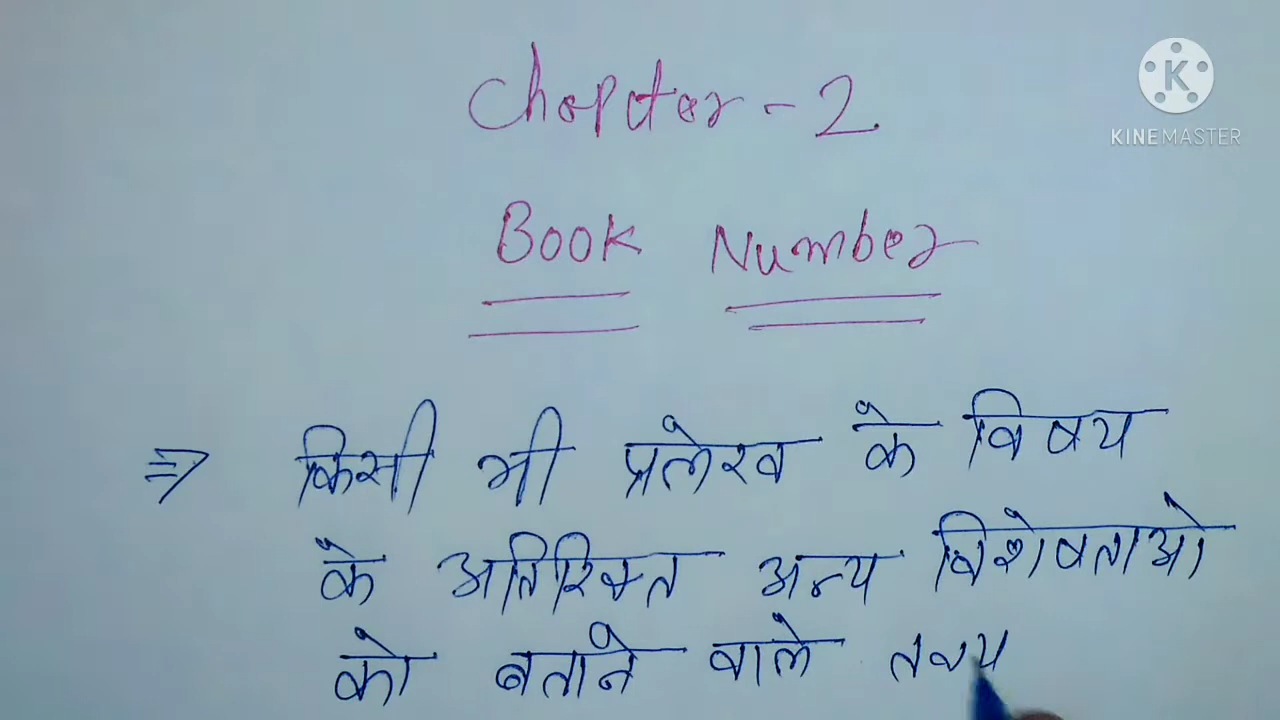 Chapter - 2
KINEMASTER
Book Number
⇒ किसी भी प्रलेख के विषय
के अतिरिक्त अन्य विशेषताओ
को बताने वाले तथ्य